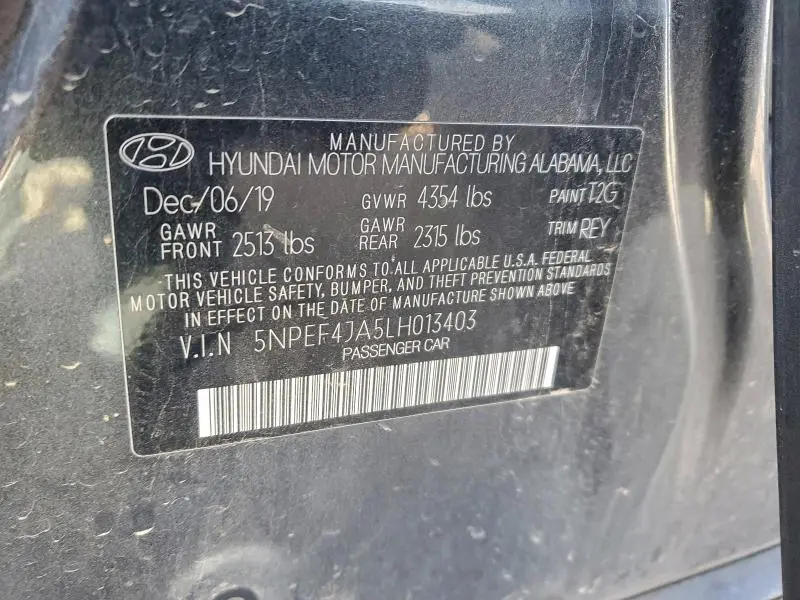 MANUFACTURED BY
HYUNDAI MOTOR MANUFACTURING ALABAMA, LLC
Dec/06/19 GVWR 4354 lbs PAINT T2G
GAWR FRONT 2513 lbs GAWR REAR 2315 lbs TRIM REY
THIS VEHICLE CONFORMS TO ALL APPLICABLE U.S.A. FEDERAL
MOTOR VEHICLE SAFETY, BUMPER, AND THEFT PREVENTION STANDARDS
IN EFFECT ON THE DATE OF MANUFACTURE SHOWN ABOVE
V.I.N 5NPEF4JA5LH013403
PASSENGER CAR